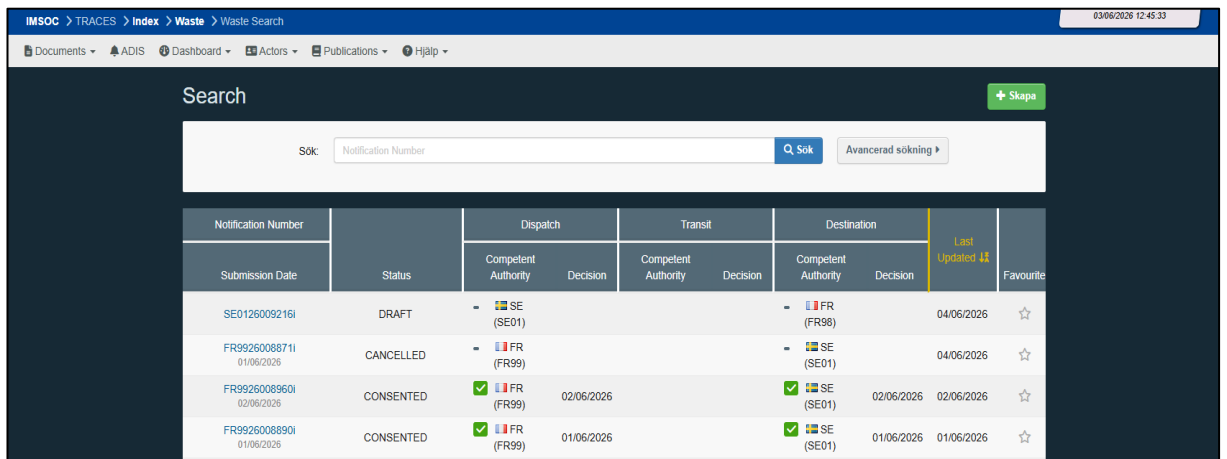 IMSOC > TRACES > Index > Waste > Waste Search
03/06/2026 12:45:33
Documents ADIS Dashboard Actors Publications Hjälp
Search
Skapa
Sök: Notification Number Sök Avancerad sökning
Notification Number Dispatch Transit Destination
Last
Updated
Submission Date Status Competent Authority Decision Competent Authority Decision Competent Authority Decision Favourite
SE0126009216i DRAFT - SE (SE01) - FR (FR98) 04/06/2026
FR9926008871i CANCELLED - FR (FR99) - SE (SE01) 04/06/2026
01/06/2026
FR9926008960i CONSENTED FR (FR99) 02/06/2026 SE (SE01) 02/06/2026 02/06/2026
02/06/2026
FR9926008890i CONSENTED FR (FR99) 01/06/2026 SE (SE01) 01/06/2026 01/06/2026
01/06/2026